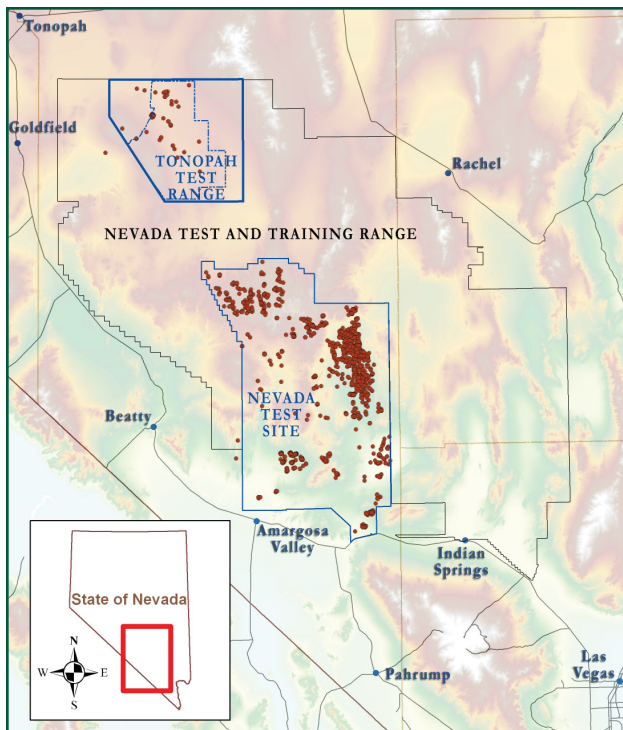 Tonopah
Goldfield
TONOPAH
TEST
RANGE
Rachel
NEVADA TEST AND TRAINING RANGE
NEVADA
TEST
SITE
Beatty
Amargosa
Valley
Indian
Springs
State of Nevada
N
W E
S
Pahrump
Las
Vegas